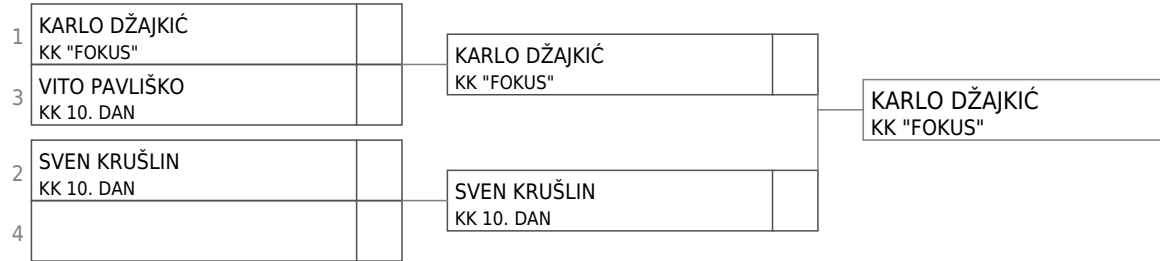 1
KARLO DŽAJKIĆ
KK "FOKUS"
3
VITO PAVLIŠKO
KK 10. DAN
2
SVEN KRUŠLIN
KK 10. DAN
4
KARLO DŽAJKIĆ
KK "FOKUS"
SVEN KRUŠLIN
KK 10. DAN
KARLO DŽAJKIĆ
KK "FOKUS"